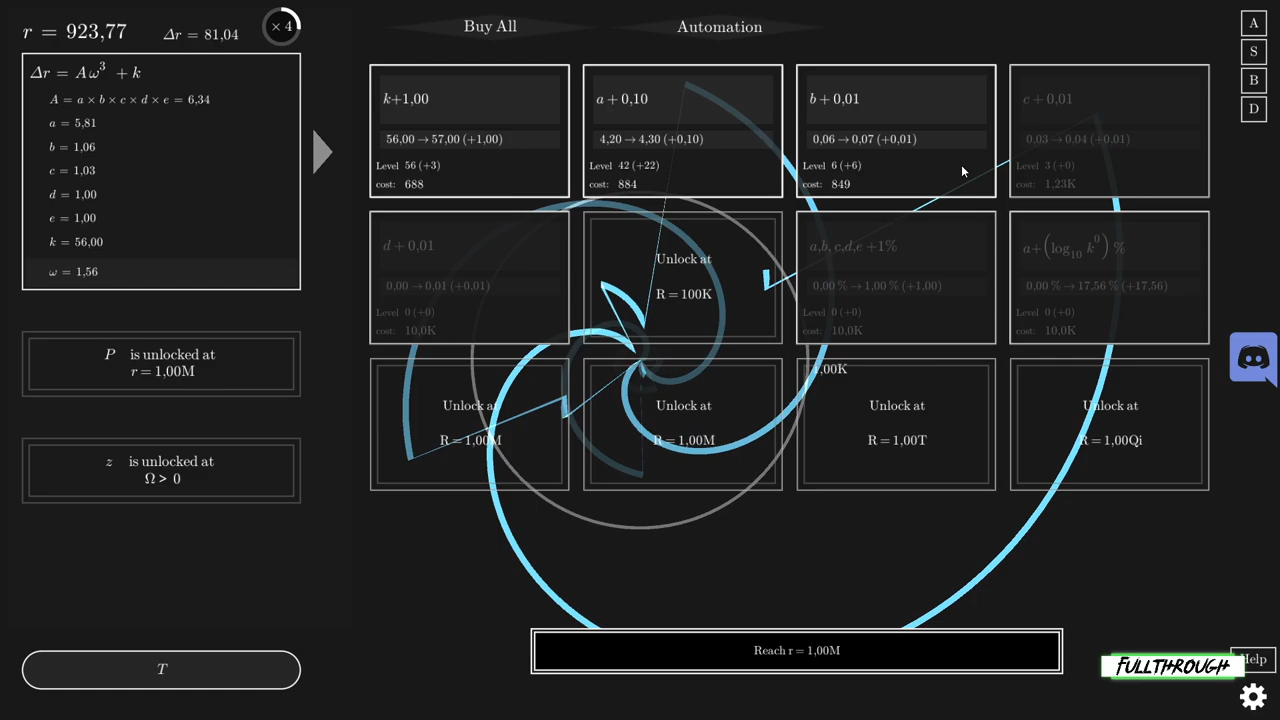 r = 923,77
Δr = 81,04
× 4
Δr = Aω³ + k
A = a × b × c × d × e = 6,34
a = 5,81
b = 1,06
c = 1,03
d = 1,00
e = 1,00
k = 56,00
ω = 1,56
P is unlocked at
r = 1,00M
z is unlocked at
Ω > 0
T
Buy All
Automation
k+1,00
56,00 → 57,00 (+1,00)
Level 56 (+3)
cost: 688
a + 0,10
4,20 → 4,30 (+0,10)
Level 42 (+22)
cost: 884
b + 0,01
0,06 → 0,07 (+0,01)
Level 6 (+6)
cost: 849
c + 0,01
0,03 → 0,04 (+0,01)
Level 3 (+0)
cost: 1,23K
d + 0,01
0,00 → 0,01 (+0,01)
Level 0 (+0)
cost: 10,0K
Unlock at
R = 100K
a,b, c,d,e +1%
0,00 % → 1,00 % (+1,00)
Level 0 (+0)
cost: 10,0K
a+(log₁₀ k⁰) %
0,00 % → 17,56 % (+17,56)
Level 0 (+0)
cost: 10,0K
Unlock at
R = 1,00M
Unlock at
R = 1,00M
1,00K
Unlock at
R = 1,00T
Unlock at
R = 1,00Qi
Reach r = 1,00M
A
S
B
D
FULLTHROUGH
Help